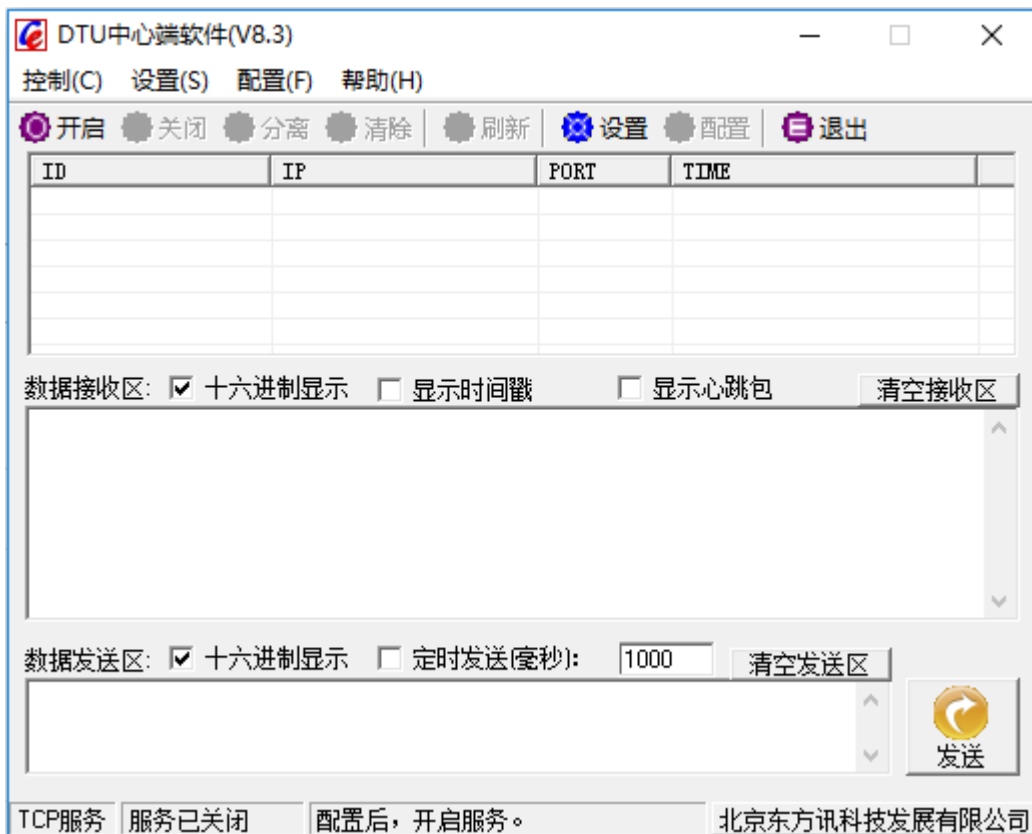 DTU中心端软件(V8.3)
控制(C) 设置(S) 配置(F) 帮助(H)
开启 关闭 分离 清除 刷新 设置 配置 退出
ID IP PORT TIME
数据接收区: 十六进制显示 显示时间戳 显示心跳包 清空接收区
数据发送区: 十六进制显示 定时发送(毫秒): 1000 清空发送区
发送
TCP服务 服务已关闭 配置后，开启服务。 北京东方讯科技发展有限公司